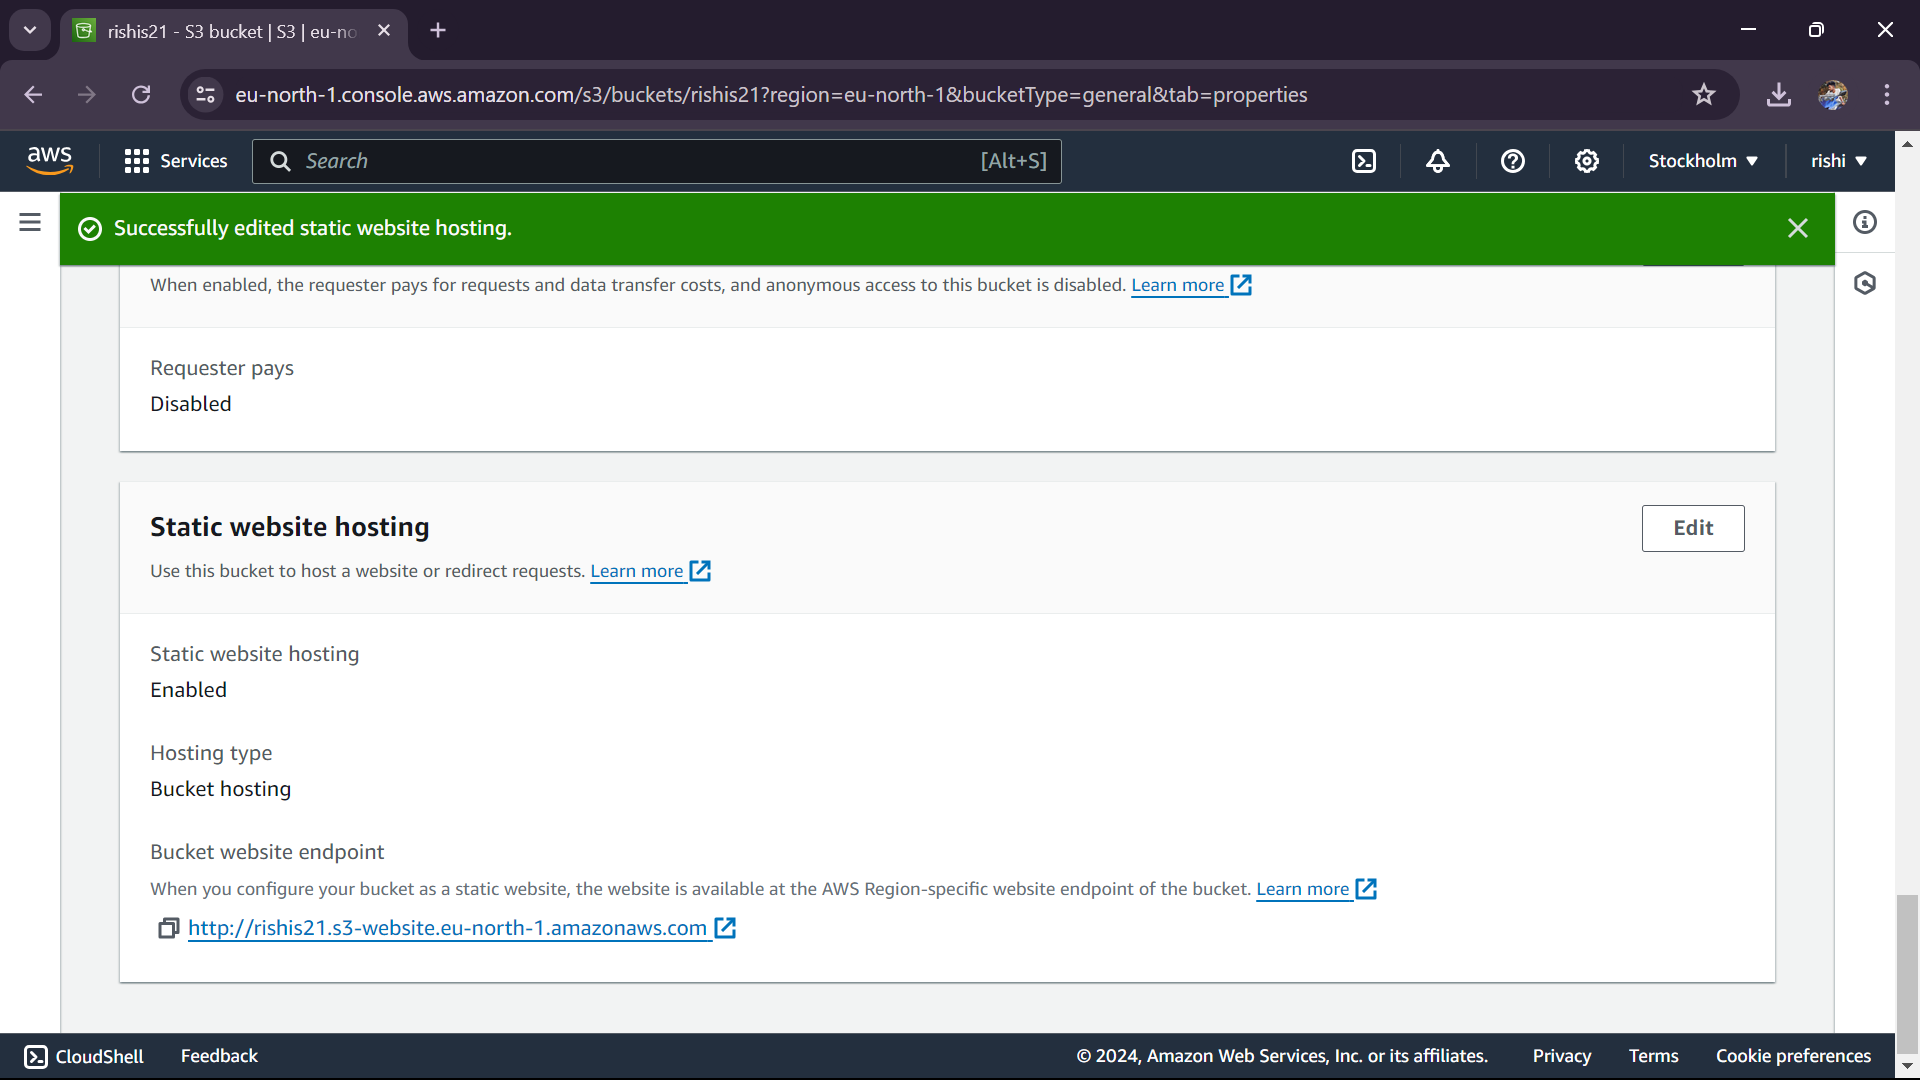 rishis21 - S3 bucket | S3 | eu-no
eu-north-1.console.aws.amazon.com/s3/buckets/rishis21?region=eu-north-1&bucketType=general&tab=properties
aws
Services
Search
[Alt+S]
Stockholm
rishi
Successfully edited static website hosting.
When enabled, the requester pays for requests and data transfer costs, and anonymous access to this bucket is disabled. Learn more
Requester pays
Disabled
Static website hosting
Edit
Use this bucket to host a website or redirect requests. Learn more
Static website hosting
Enabled
Hosting type
Bucket hosting
Bucket website endpoint
When you configure your bucket as a static website, the website is available at the AWS Region-specific website endpoint of the bucket. Learn more
http://rishis21.s3-website.eu-north-1.amazonaws.com
CloudShell
Feedback
© 2024, Amazon Web Services, Inc. or its affiliates.
Privacy
Terms
Cookie preferences